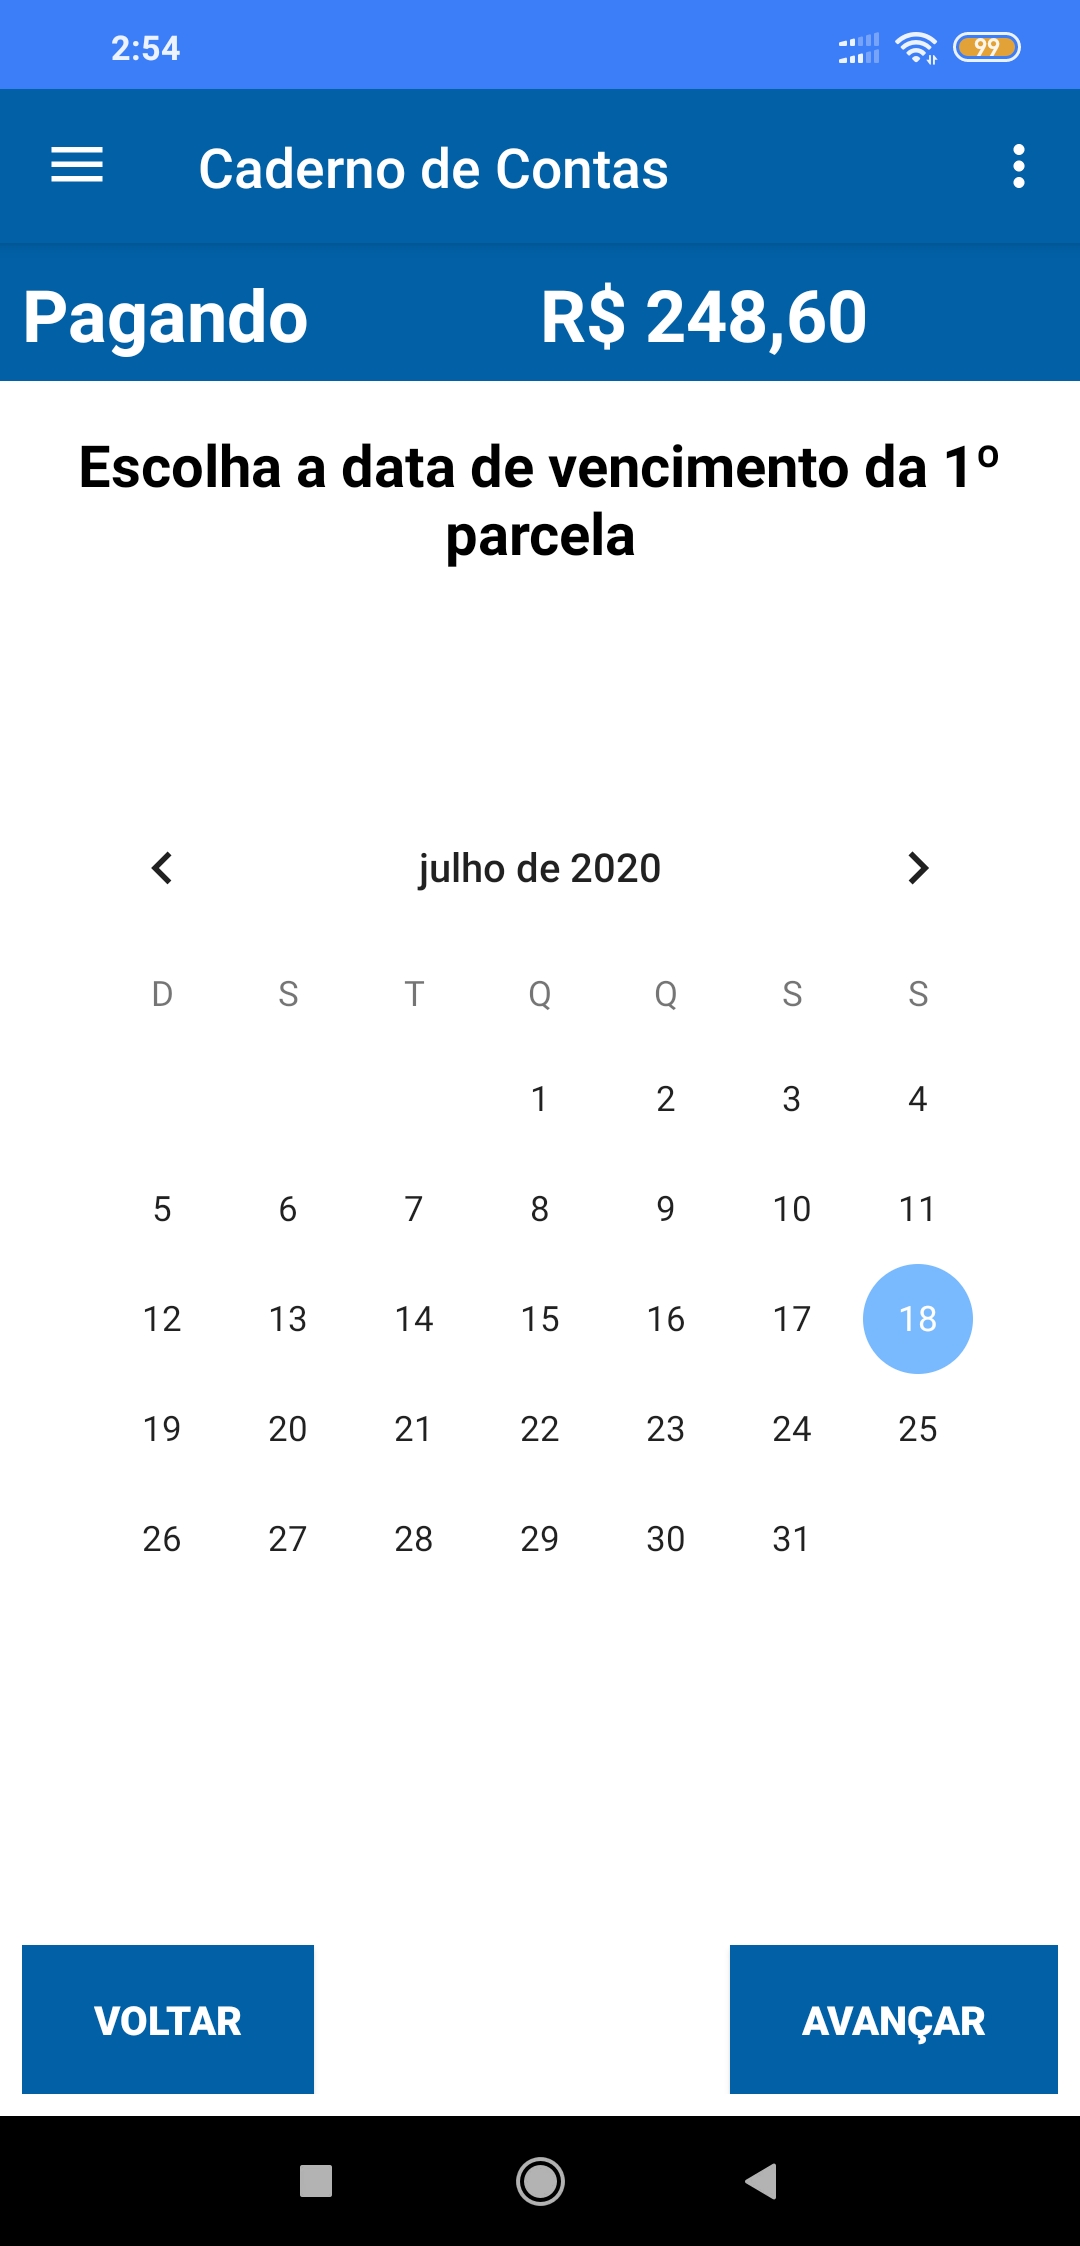 2:54
99
Caderno de Contas
Pagando R$ 248,60
Escolha a data de vencimento da 1º
parcela
julho de 2020
D S T Q Q S S
1 2 3 4
5 6 7 8 9 10 11
12 13 14 15 16 17 18
19 20 21 22 23 24 25
26 27 28 29 30 31
VOLTAR AVANÇAR